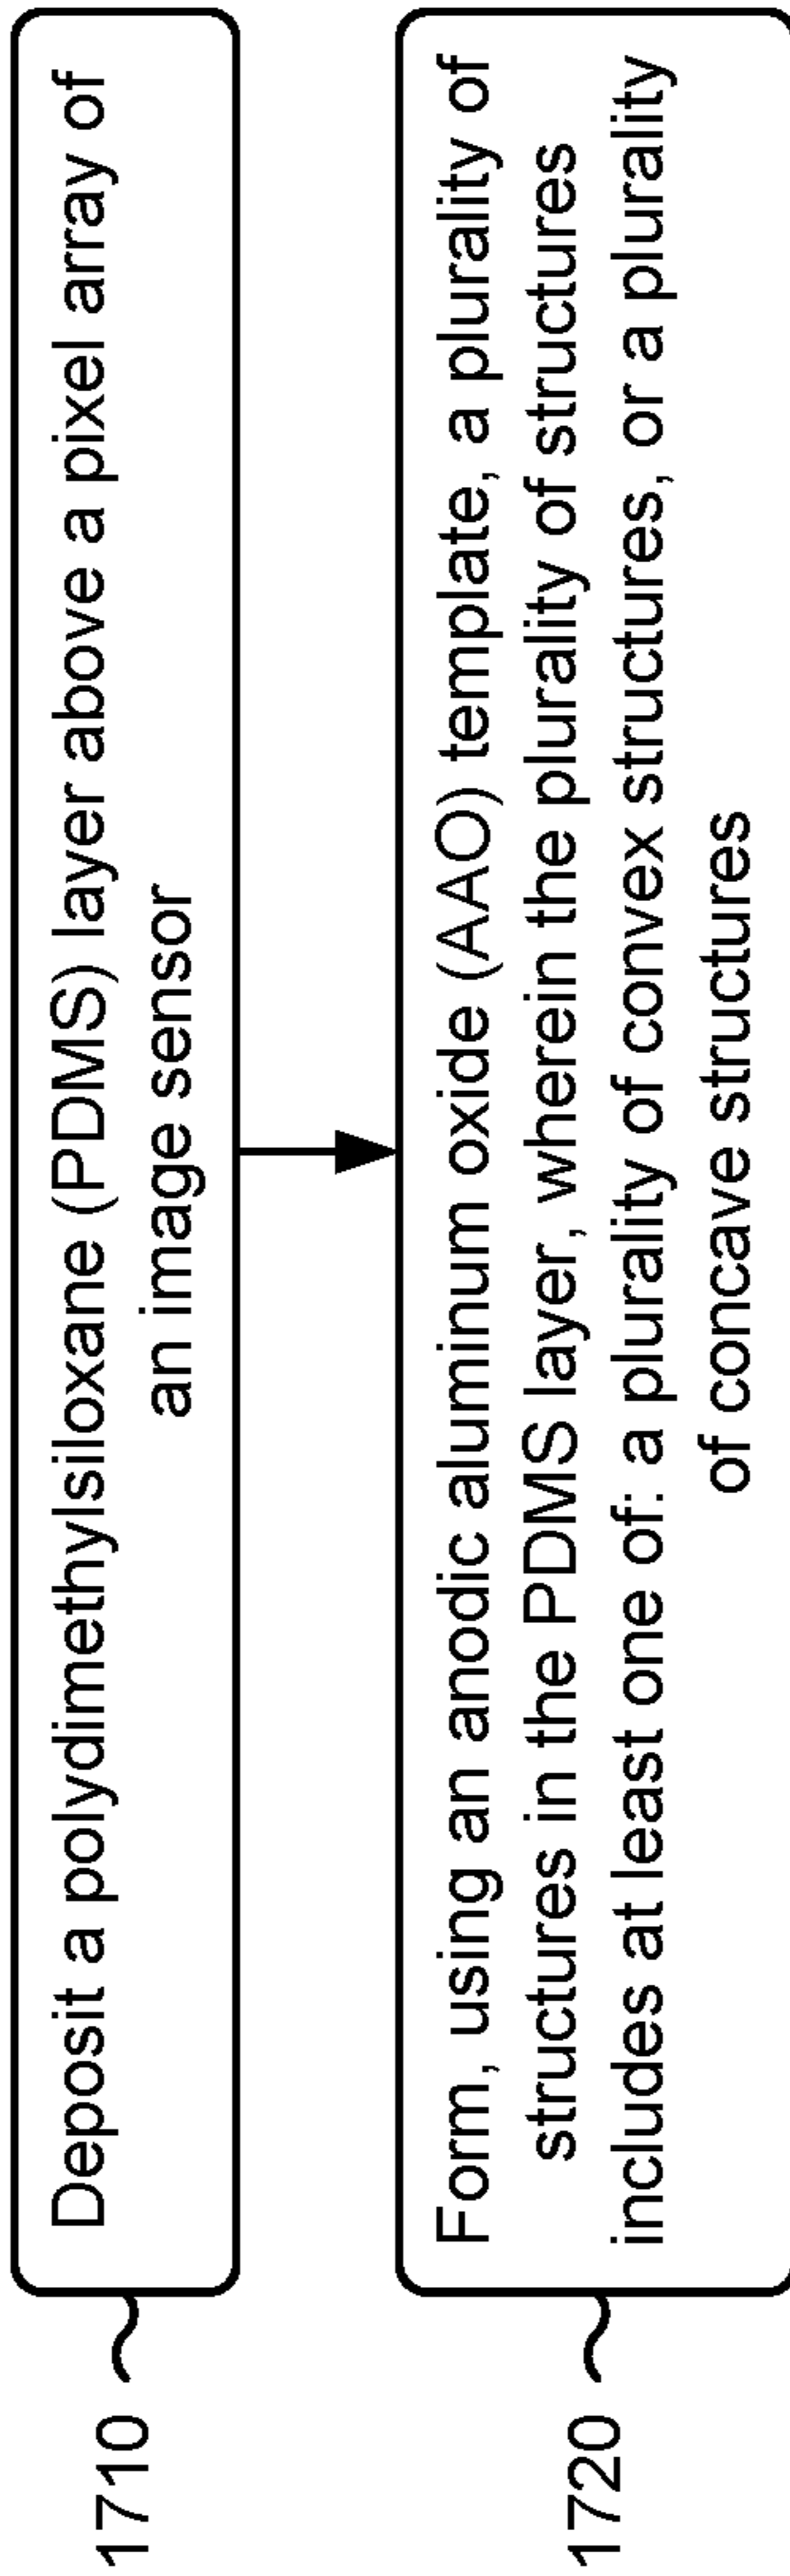 1710
Deposit a polydimethylsiloxane (PDMS) layer above a pixel array of
an image sensor
1720
Form, using an anodic aluminum oxide (AAO) template, a plurality of
structures in the PDMS layer, wherein the plurality of structures
includes at least one of: a plurality of convex structures, or a plurality
of concave structures